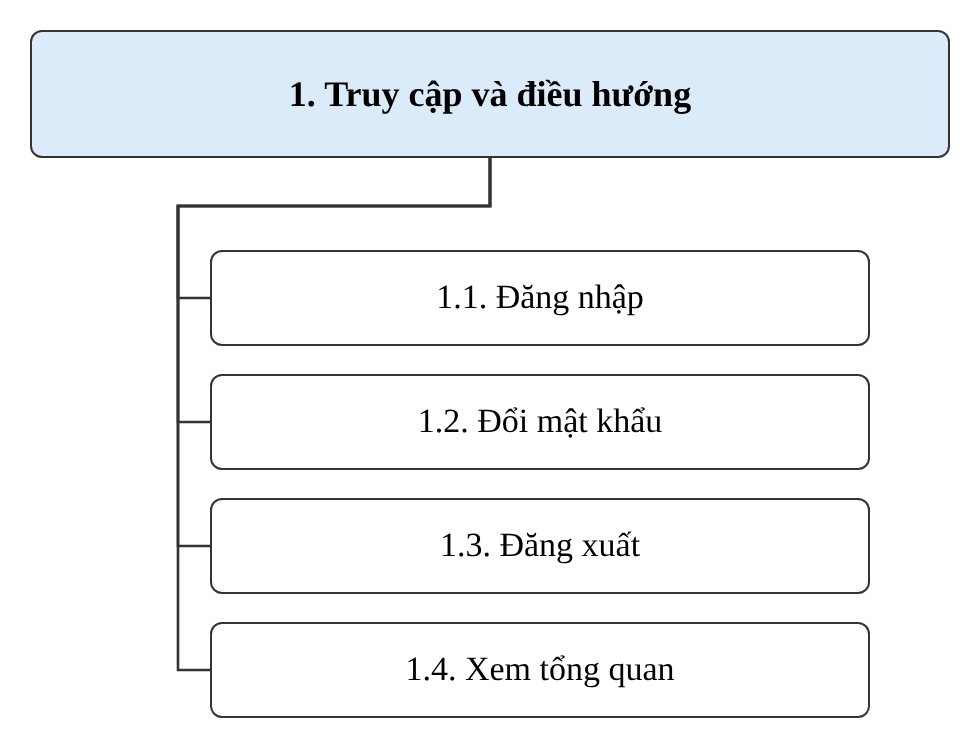 1. Truy cập và điều hướng
1.1. Đăng nhập
1.2. Đổi mật khẩu
1.3. Đăng xuất
1.4. Xem tổng quan